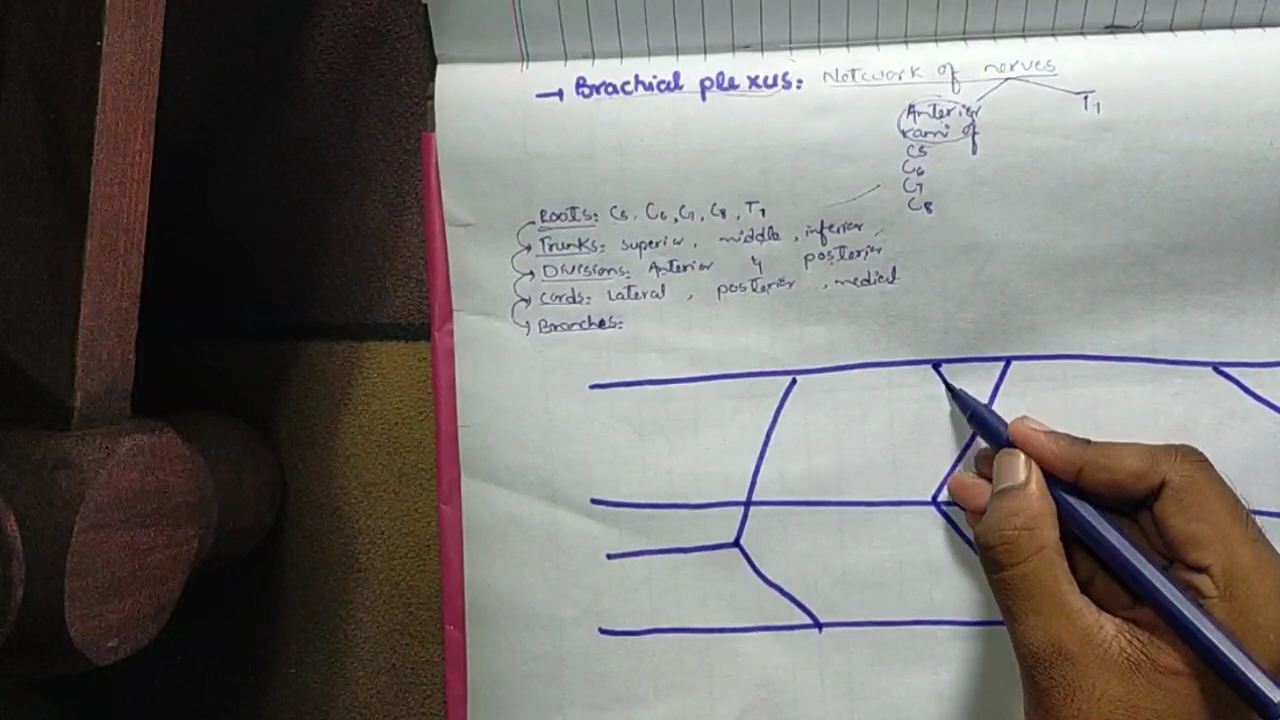 → Brachial plexus: Network of nerves
Anterior
rami of
T1
C5
C6
C7
C8
Roots: C5, C6, C7, C8, T1
Trunks: superior, middle, inferior
Divisions: Anterior & posterior
Cords: Lateral, posterior, medical
Branches: